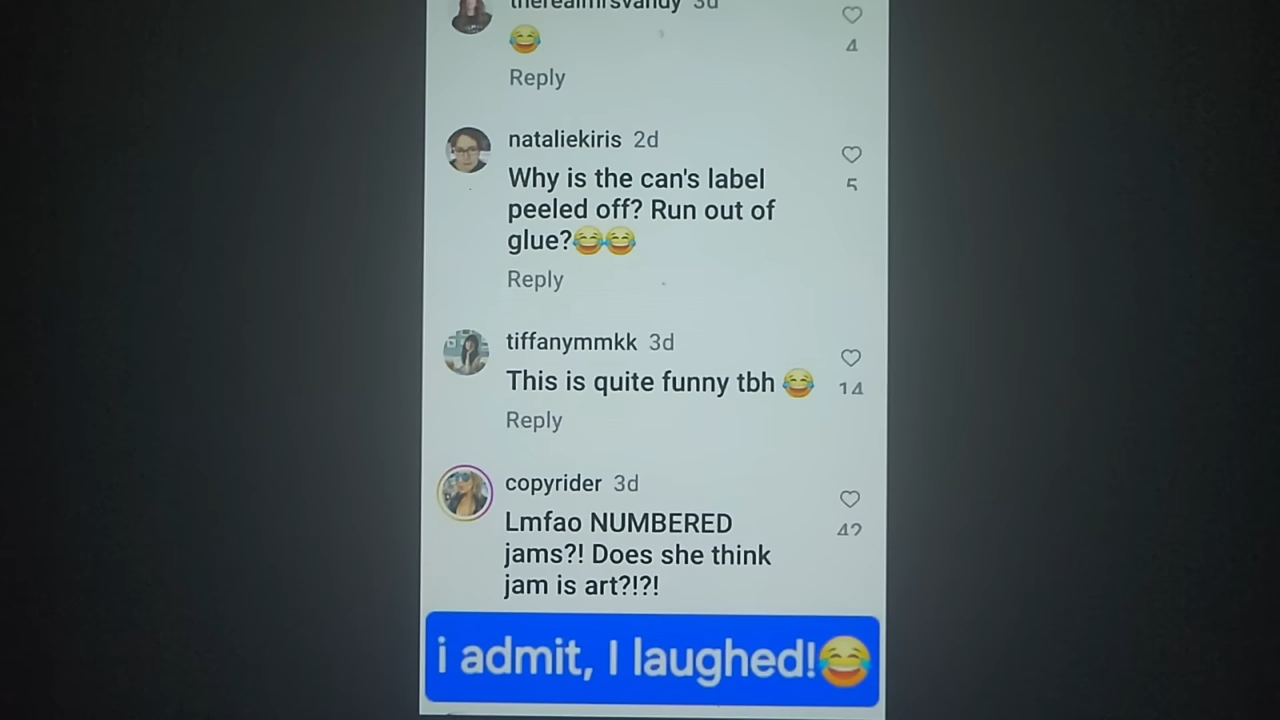 therealmrsvandy 3d
😂
4
Reply
nataliekiris 2d
Why is the can's label
peeled off? Run out of
glue?😂😂
5
Reply
tiffanymmkk 3d
This is quite funny tbh 😂
14
Reply
copyrider 3d
Lmfao NUMBERED
jams?! Does she think
jam is art?!?!
42
i admit, I laughed!😂